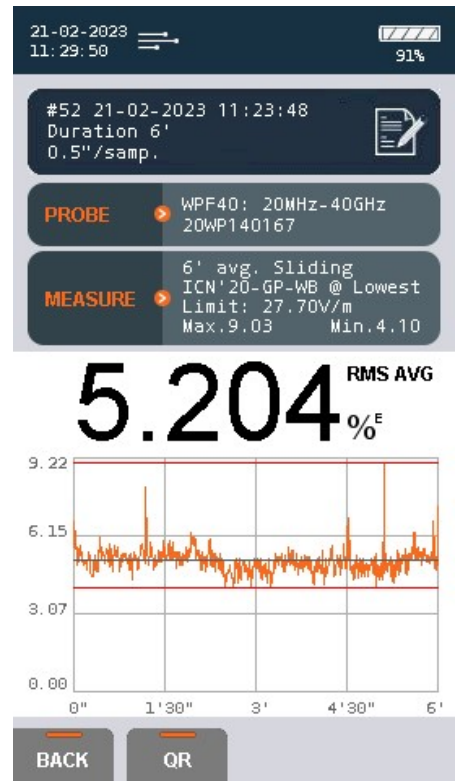 21-02-2023
11:29:50
91%
#52 21-02-2023 11:23:48
Duration 6'
0.5"/samp.
PROBE
WPF40: 20MHz-40GHz
20WP140167
MEASURE
6' avg. Sliding
ICN'20-GP-WB @ Lowest
Limit: 27.70V/m
Max.9.03 Min.4.10
5.204 RMS AVG
%E
9.22
6.15
3.07
0.00
0" 1'30" 3' 4'30" 6'
BACK QR